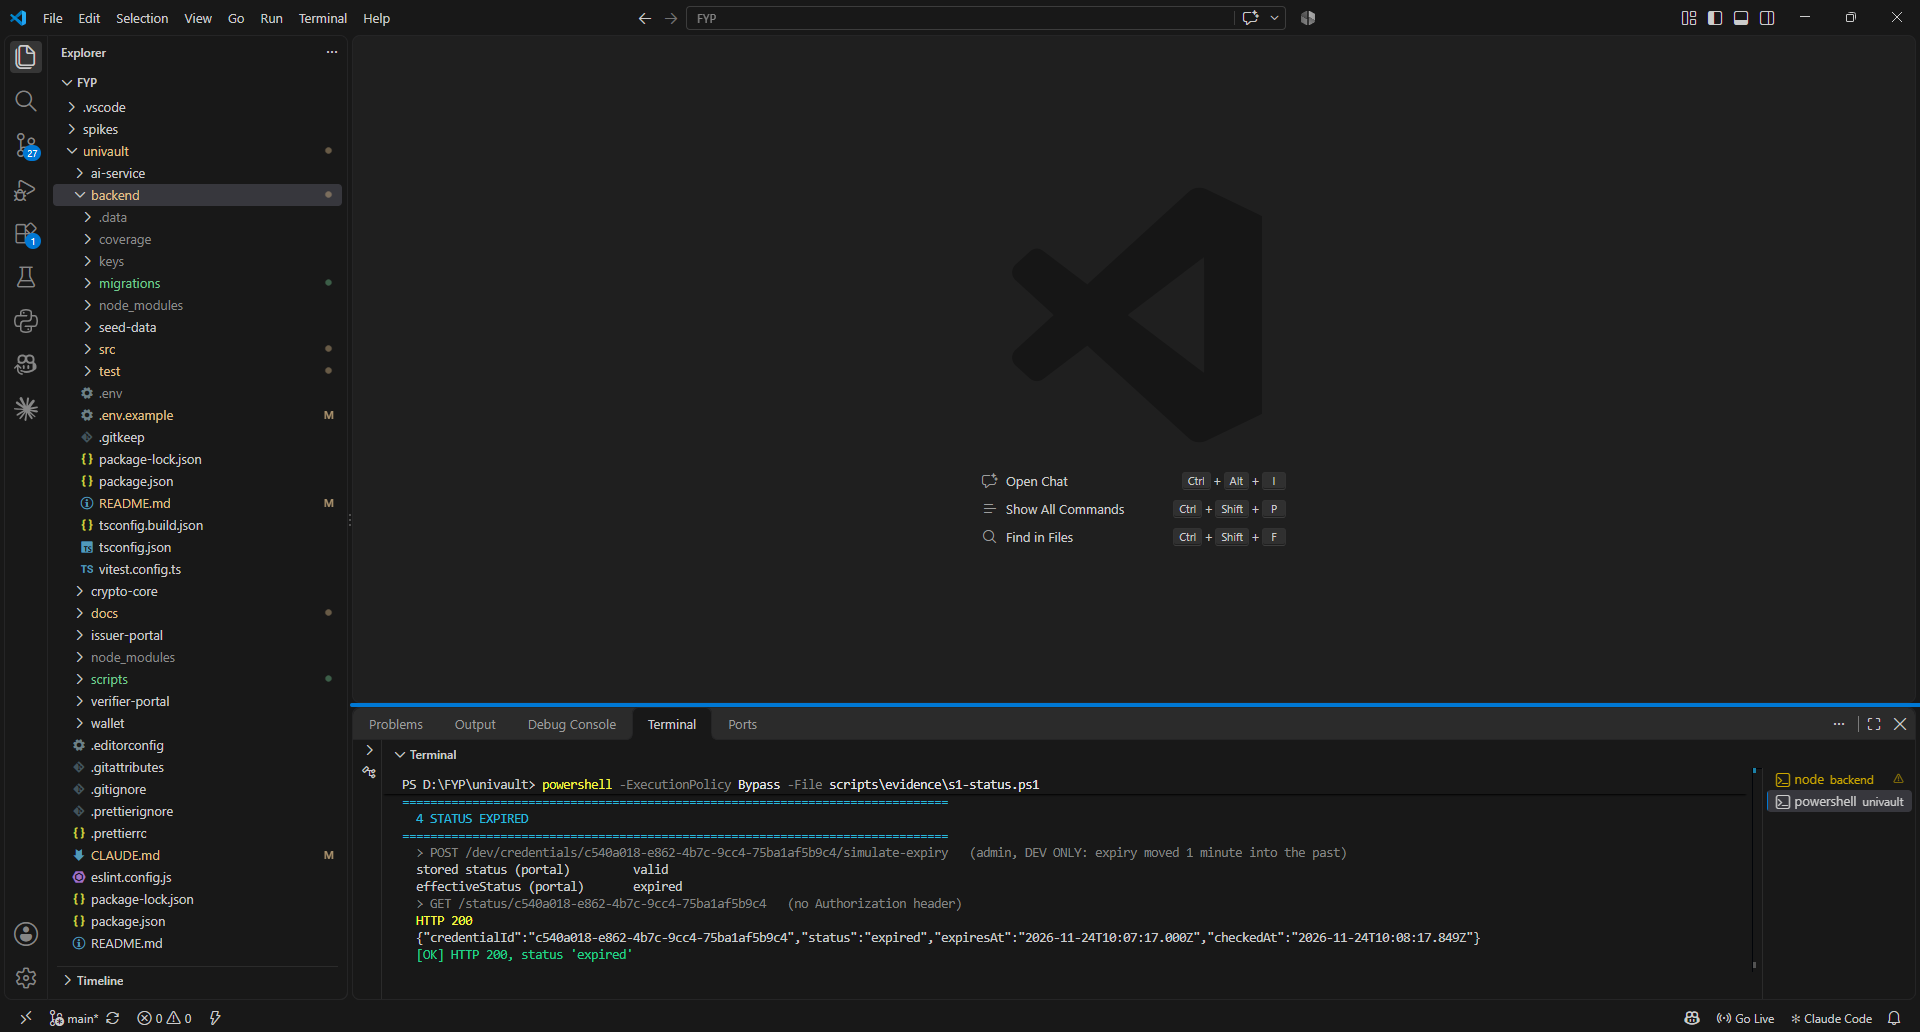 File Edit Selection View Go Run Terminal Help
FYP
Explorer
FYP
.vscode
spikes
univault
ai-service
backend
.data
coverage
keys
migrations
node_modules
seed-data
src
test
.env
.env.example M
.gitkeep
package-lock.json
package.json
README.md M
tsconfig.build.json
tsconfig.json
TS vitest.config.ts
crypto-core
docs
issuer-portal
node_modules
scripts
verifier-portal
wallet
.editorconfig
.gitattributes
.gitignore
.prettierignore
.prettierrc
CLAUDE.md M
eslint.config.js
package-lock.json
package.json
README.md
Timeline
27
1
Open Chat Ctrl + Alt + I
Show All Commands Ctrl + Shift + P
Find in Files Ctrl + Shift + F
Problems Output Debug Console Terminal Ports
Terminal
PS D:\FYP\univault> powershell -ExecutionPolicy Bypass -File scripts\evidence\s1-status.ps1
==============================================================================
4 STATUS EXPIRED
==============================================================================
> POST /dev/credentials/c540a018-e862-4b7c-9cc4-75ba1af5b9c4/simulate-expiry (admin, DEV ONLY: expiry moved 1 minute into the past)
stored status (portal) valid
effectiveStatus (portal) expired
> GET /status/c540a018-e862-4b7c-9cc4-75ba1af5b9c4 (no Authorization header)
HTTP 200
{"credentialId":"c540a018-e862-4b7c-9cc4-75ba1af5b9c4","status":"expired","expiresAt":"2026-11-24T10:07:17.000Z","checkedAt":"2026-11-24T10:08:17.849Z"}
[OK] HTTP 200, status 'expired'
node backend
powershell univault
main* 0 0 Go Live Claude Code